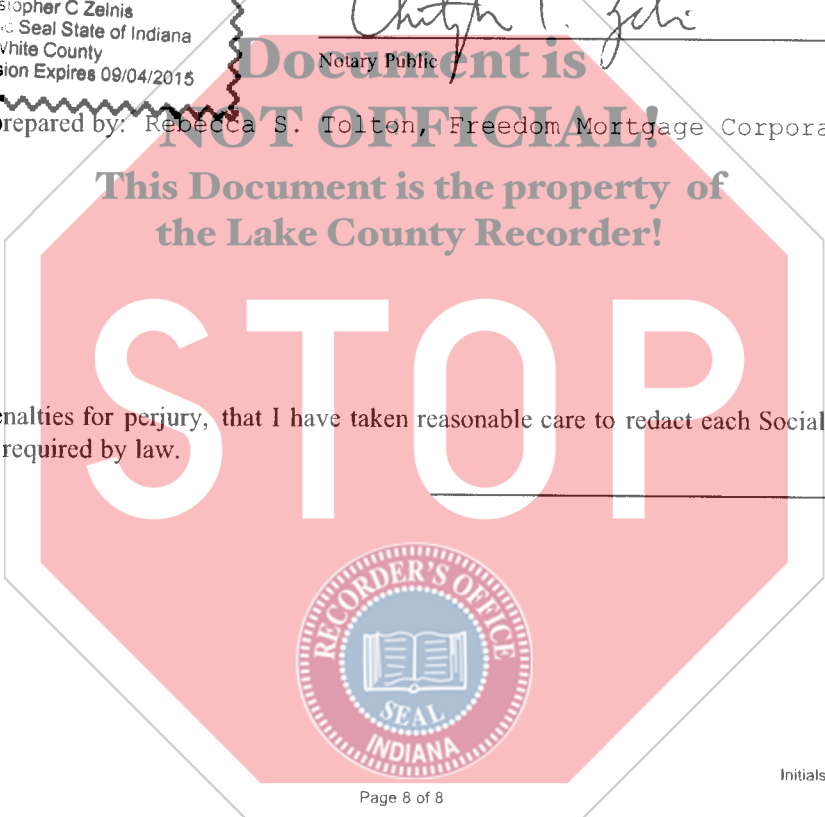 stopher C Zelnis
Seal State of Indiana
White County
sion Expires 09/04/2015
Notary Public
Document is
NOT OFFICIAL!
prepared by: Rebecca S. Tolton, Freedom Mortgage Corpora
This Document is the property of
the Lake County Recorder!
STOP
enalties for perjury, that I have taken reasonable care to redact each Social
required by law.
RECORDER'S OFFICE
SEAL
INDIANA
Initials
Page 8 of 8